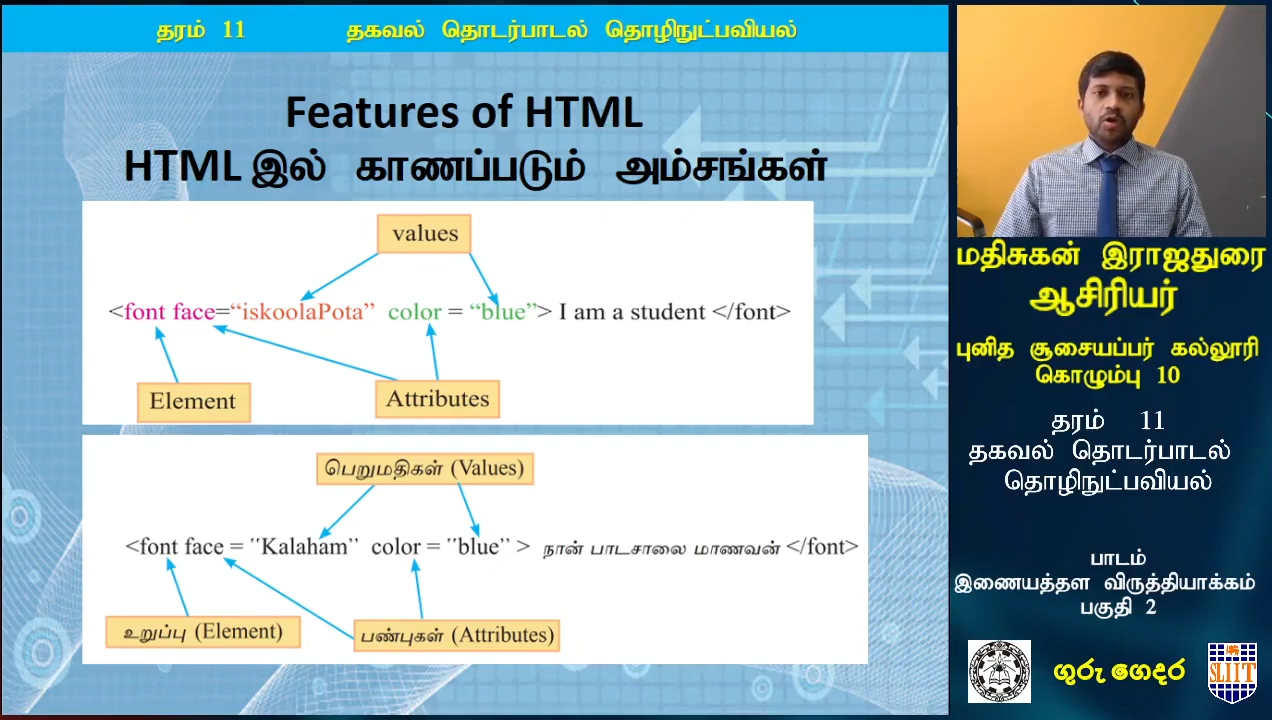 தரம் 11 தகவல் தொடர்பாடல் தொழிநுட்பவியல்
Features of HTML
HTML இல் காணப்படும் அம்சங்கள்
values
<font face=“iskoolaPota” color = “blue”> I am a student </font>
Element
Attributes
பெறுமதிகள் (Values)
<font face = “Kalaham” color = “blue” > நான் பாடசாலை மாணவன் </font>
உறுப்பு (Element)
பண்புகள் (Attributes)
மதிசுகன் இராஜதுரை
ஆசிரியர்
புனித சூசையப்பர் கல்லூரி
கொழும்பு 10
தரம் 11
தகவல் தொடர்பாடல்
தொழிநுட்பவியல்
பாடம்
இணையத்தள விருத்தியாக்கம்
பகுதி 2
ගුරු ගෙදර
SLIIT